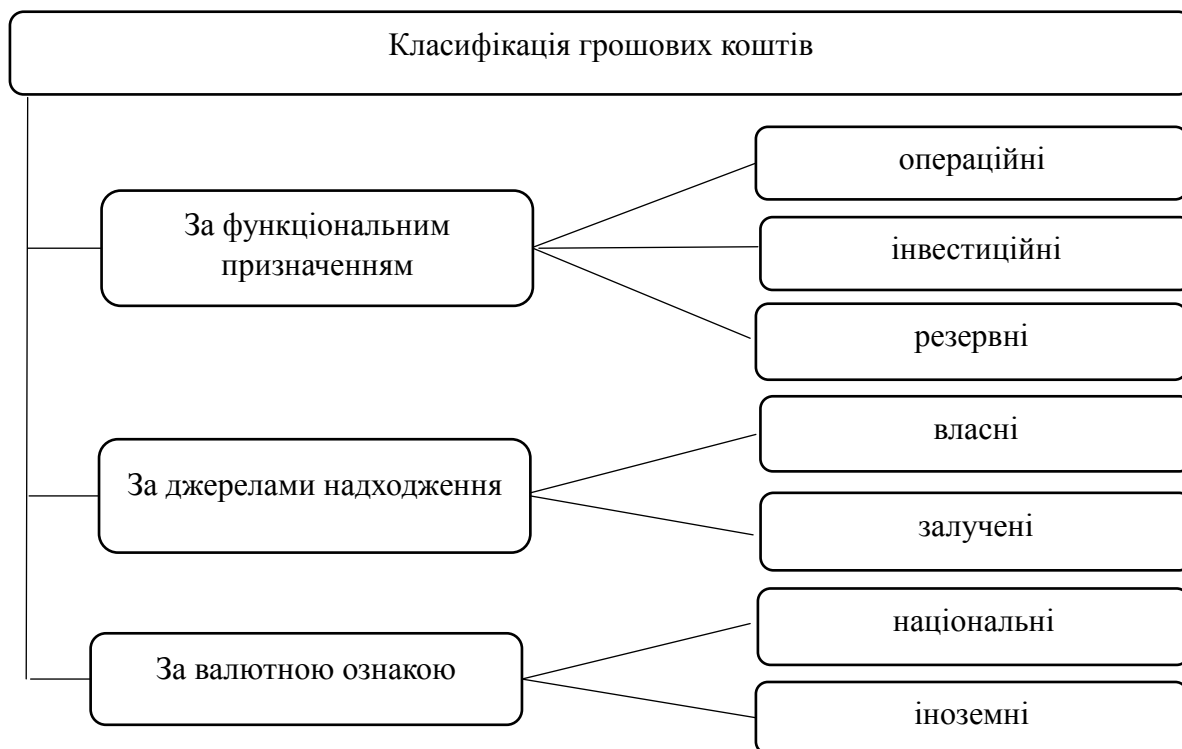 Класифікація грошових коштів
За функціональним
призначенням
операційні
інвестиційні
резервні
За джерелами надходження
власні
залучені
За валютною ознакою
національні
іноземні